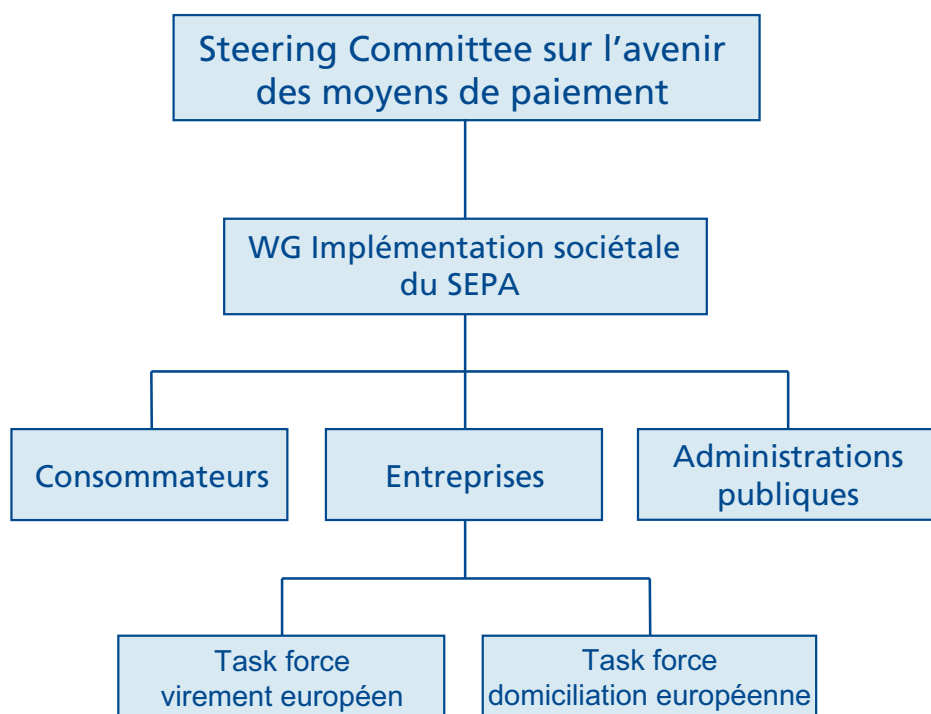 Steering Committee sur l’avenir
des moyens de paiement
WG Implémentation sociétale
du SEPA
Consommateurs
Entreprises
Administrations
publiques
Task force
virement européen
Task force
domiciliation européenne